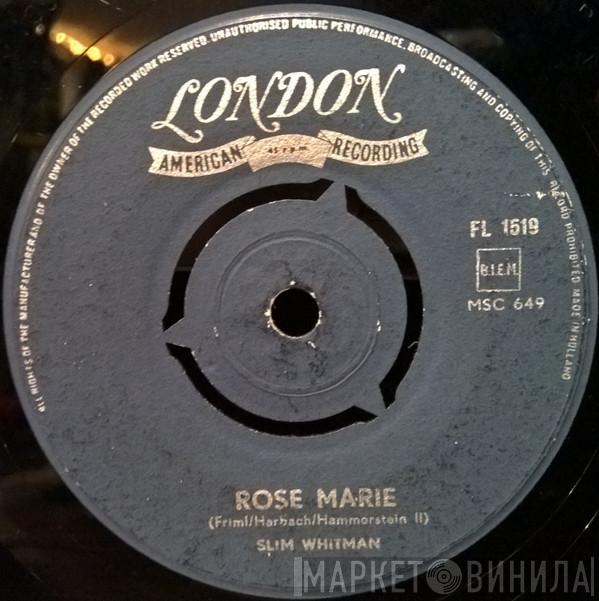 ALL RIGHTS OF THE MANUFACTURER AND OF THE OWNER OF THE RECORDED WORK RESERVED. UNAUTHORISED PUBLIC PERFORMANCE, BROADCASTING AND COPYING OF THIS RECORD PROHIBITED MADE IN HOLLAND
LONDON
AMERICAN 45 r.p.m. RECORDING
FL 1519
B.I.E.M.
MSC 649
ROSE MARIE
(Friml/Harbach/Hammorstein II)
SLIM WHITMAN
МАРКЕТ ВИНИЛА